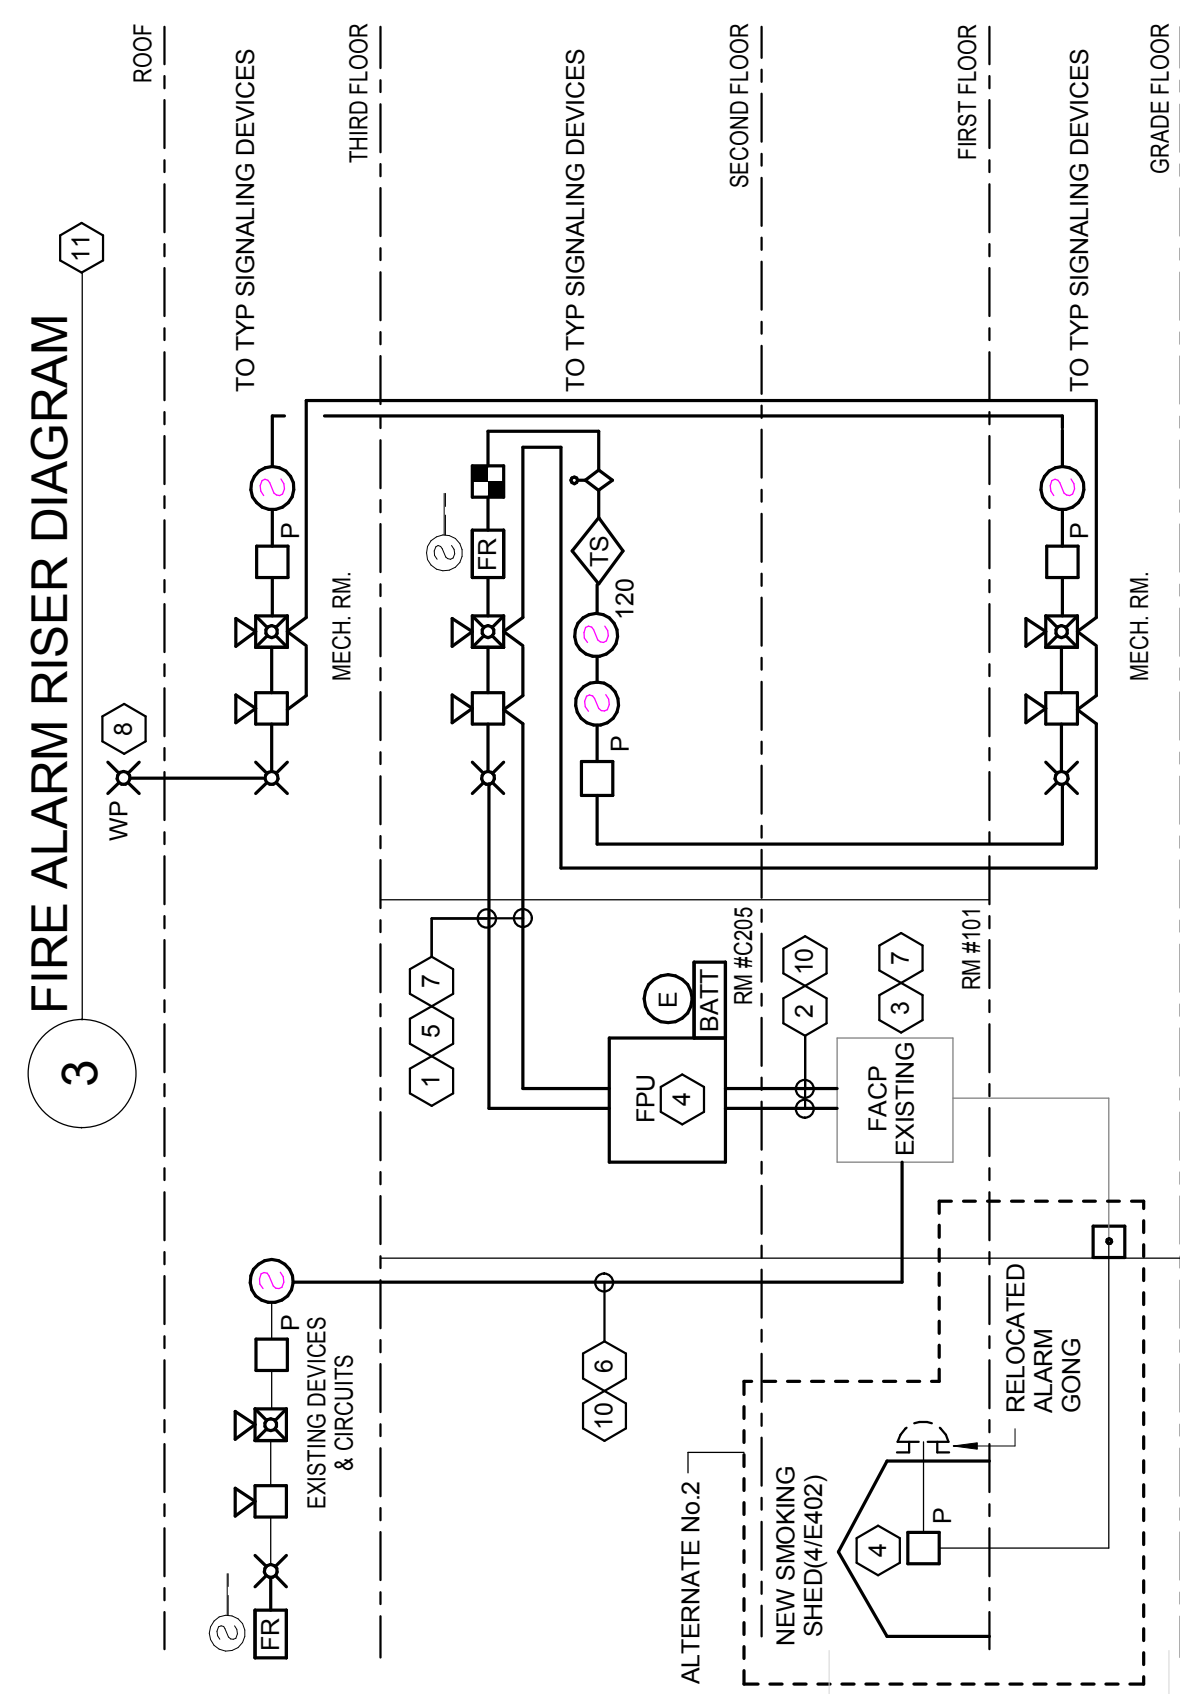 3
FIRE ALARM RISER DIAGRAM
11
ROOF
WP
8
TO TYP SIGNALING DEVICES
S
FR
P
S
EXISTING DEVICES
& CIRCUITS
P
S
MECH. RM.
THIRD FLOOR
1
5
7
S
FR
TO TYP SIGNALING DEVICES
10
6
P
S
S
120
TS
FPU
4
E
BATT
RM #C205
SECOND FLOOR
ALTERNATE No.2
NEW SMOKING
SHED(4/E402)
4
P
2
10
FACP
EXISTING
3
7
RM #101
FIRST FLOOR
RELOCATED
ALARM
GONG
P
S
MECH. RM.
TO TYP SIGNALING DEVICES
GRADE FLOOR